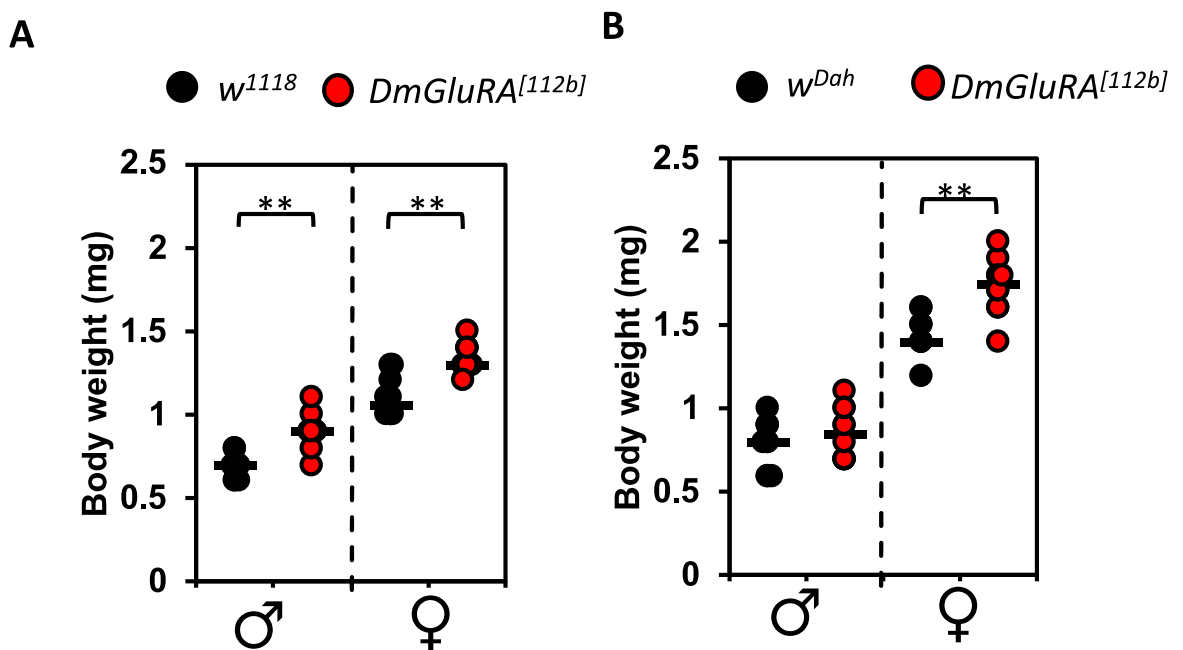 A
B
w1118 DmGluRA[112b]
wDah DmGluRA[112b]
Body weight (mg)
2.5
2
1.5
1
0.5
0
** **
♂ ♀
Body weight (mg)
2.5
2
1.5
1
0.5
0
**
♂ ♀